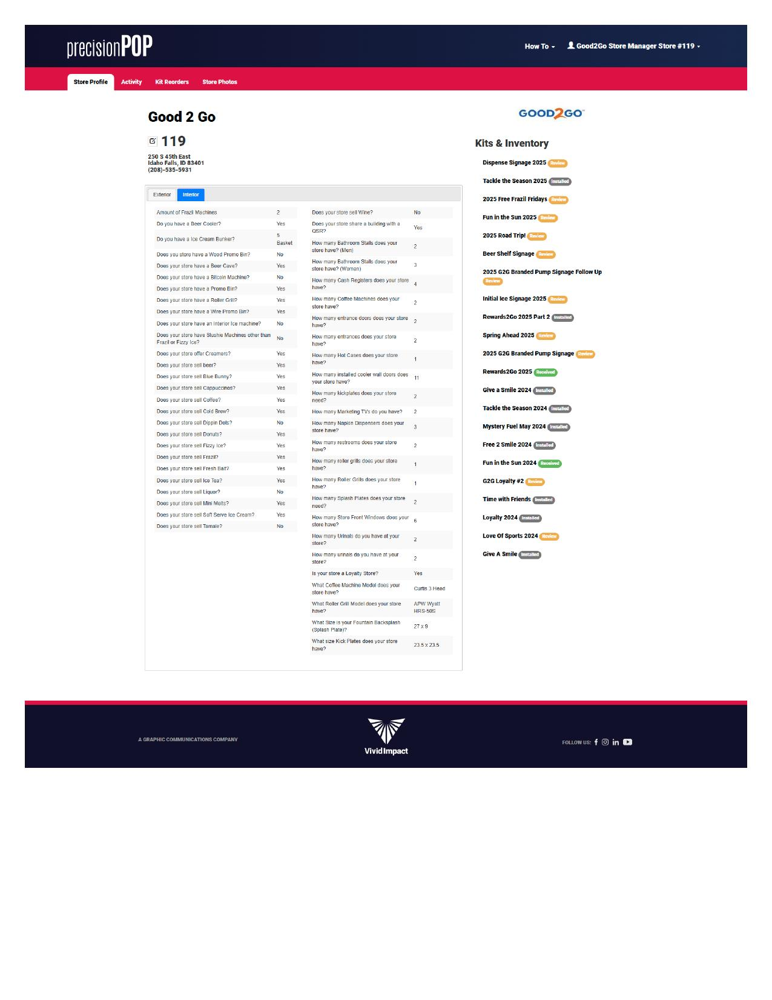 precisionPOP
How To
Good2Go Store Manager Store #119
Store Profile
Activity
Kit Reorders
Store Photos
Good 2 Go
119
250 S 45th East
Idaho Falls, ID 83401
(208)-535-5931
Exterior
Interior
Amount of Frazil Machines 2
Do you have a Beer Cooler? Yes
Do you have a Ice Cream Bunker? 5
Basket
Does you store have a Wood Promo Bin? No
Does your store have a Beer Cave? Yes
Does your store have a Bitcoin Machine? No
Does your store have a Promo Bin? Yes
Does your store have a Roller Grill? Yes
Does your store have a Wire Promo Bin? Yes
Does your store have an Interior Ice machine? No
Does your store have Slushie Machines other than
Frazil or Fizzy Ice? No
Does your store offer Creamers? Yes
Does your store sell beer? Yes
Does your store sell Blue Bunny? Yes
Does your store sell Cappuccinos? Yes
Does your store sell Coffee? Yes
Does your store sell Cold Brew? Yes
Does your store sell Dippin Dots? No
Does your store sell Donuts? Yes
Does your store sell Fizzy Ice? Yes
Does your store sell Frazil? Yes
Does your store sell Fresh Bait? Yes
Does your store sell Ice Tea? Yes
Does your store sell Liquor? No
Does your store sell Mini Melts? Yes
Does your store sell Soft Serve Ice Cream? Yes
Does your store sell Tamale? No
Does your store sell Wine? No
Does your store share a building with a
QSR? Yes
How many Bathroom Stalls does your
store have? (Men) 2
How many Bathroom Stalls does your
store have? (Women) 3
How many Cash Registers does your store
have? 4
How many Coffee Machines does your
store have? 2
How many entrance doors does your store
have? 2
How many entrances does your store
have? 2
How many Hot Cases does your store
have? 1
How many installed cooler wall doors does
your store have? 11
How many kickplates does your store
need? 2
How many Marketing TVs do you have? 2
How many Napkin Dispensers does your
store have? 3
How many restrooms does your store
have? 2
How many roller grills does your store
have? 1
How many Roller Grills does your store
have? 1
How many Splash Plates does your store
need? 2
How many Store Front Windows does your
store have? 6
How many Urinals do you have at your
store? 2
How many urinals do you have at your
store? 2
Is your store a Loyalty Store? Yes
What Coffee Machine Model does your
store have? Curtis 3 Head
What Roller Grill Model does your store
have? APW Wyatt
HRS-50S
What Size is your Fountain Backsplash
(Splash Plate)? 27 x 9
What size Kick Plates does your store
have? 23.5 x 23.5
GOOD2GO
Kits & Inventory
Dispense Signage 2025 Review
Tackle the Season 2025 Installed
2025 Free Frazil Fridays Review
Fun in the Sun 2025 Review
2025 Road Trip! Review
Beer Shelf Signage Review
2025 G2G Branded Pump Signage Follow Up
Review
Initial Ice Signage 2025 Review
Rewards2Go 2025 Part 2 Installed
Spring Ahead 2025 Review
2025 G2G Branded Pump Signage Review
Rewards2Go 2025 Received
Give a Smile 2024 Installed
Tackle the Season 2024 Installed
Mystery Fuel May 2024 Installed
Free 2 Smile 2024 Installed
Fun in the Sun 2024 Received
G2G Loyalty #2 Review
Time with Friends Installed
Loyalty 2024 Installed
Love Of Sports 2024 Review
Give A Smile Installed
A GRAPHIC COMMUNICATIONS COMPANY
Vivid Impact
FOLLOW US: